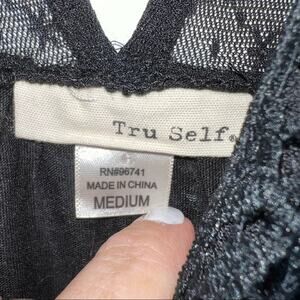 Tru Self®
RN#96741
MADE IN CHINA
MEDIUM